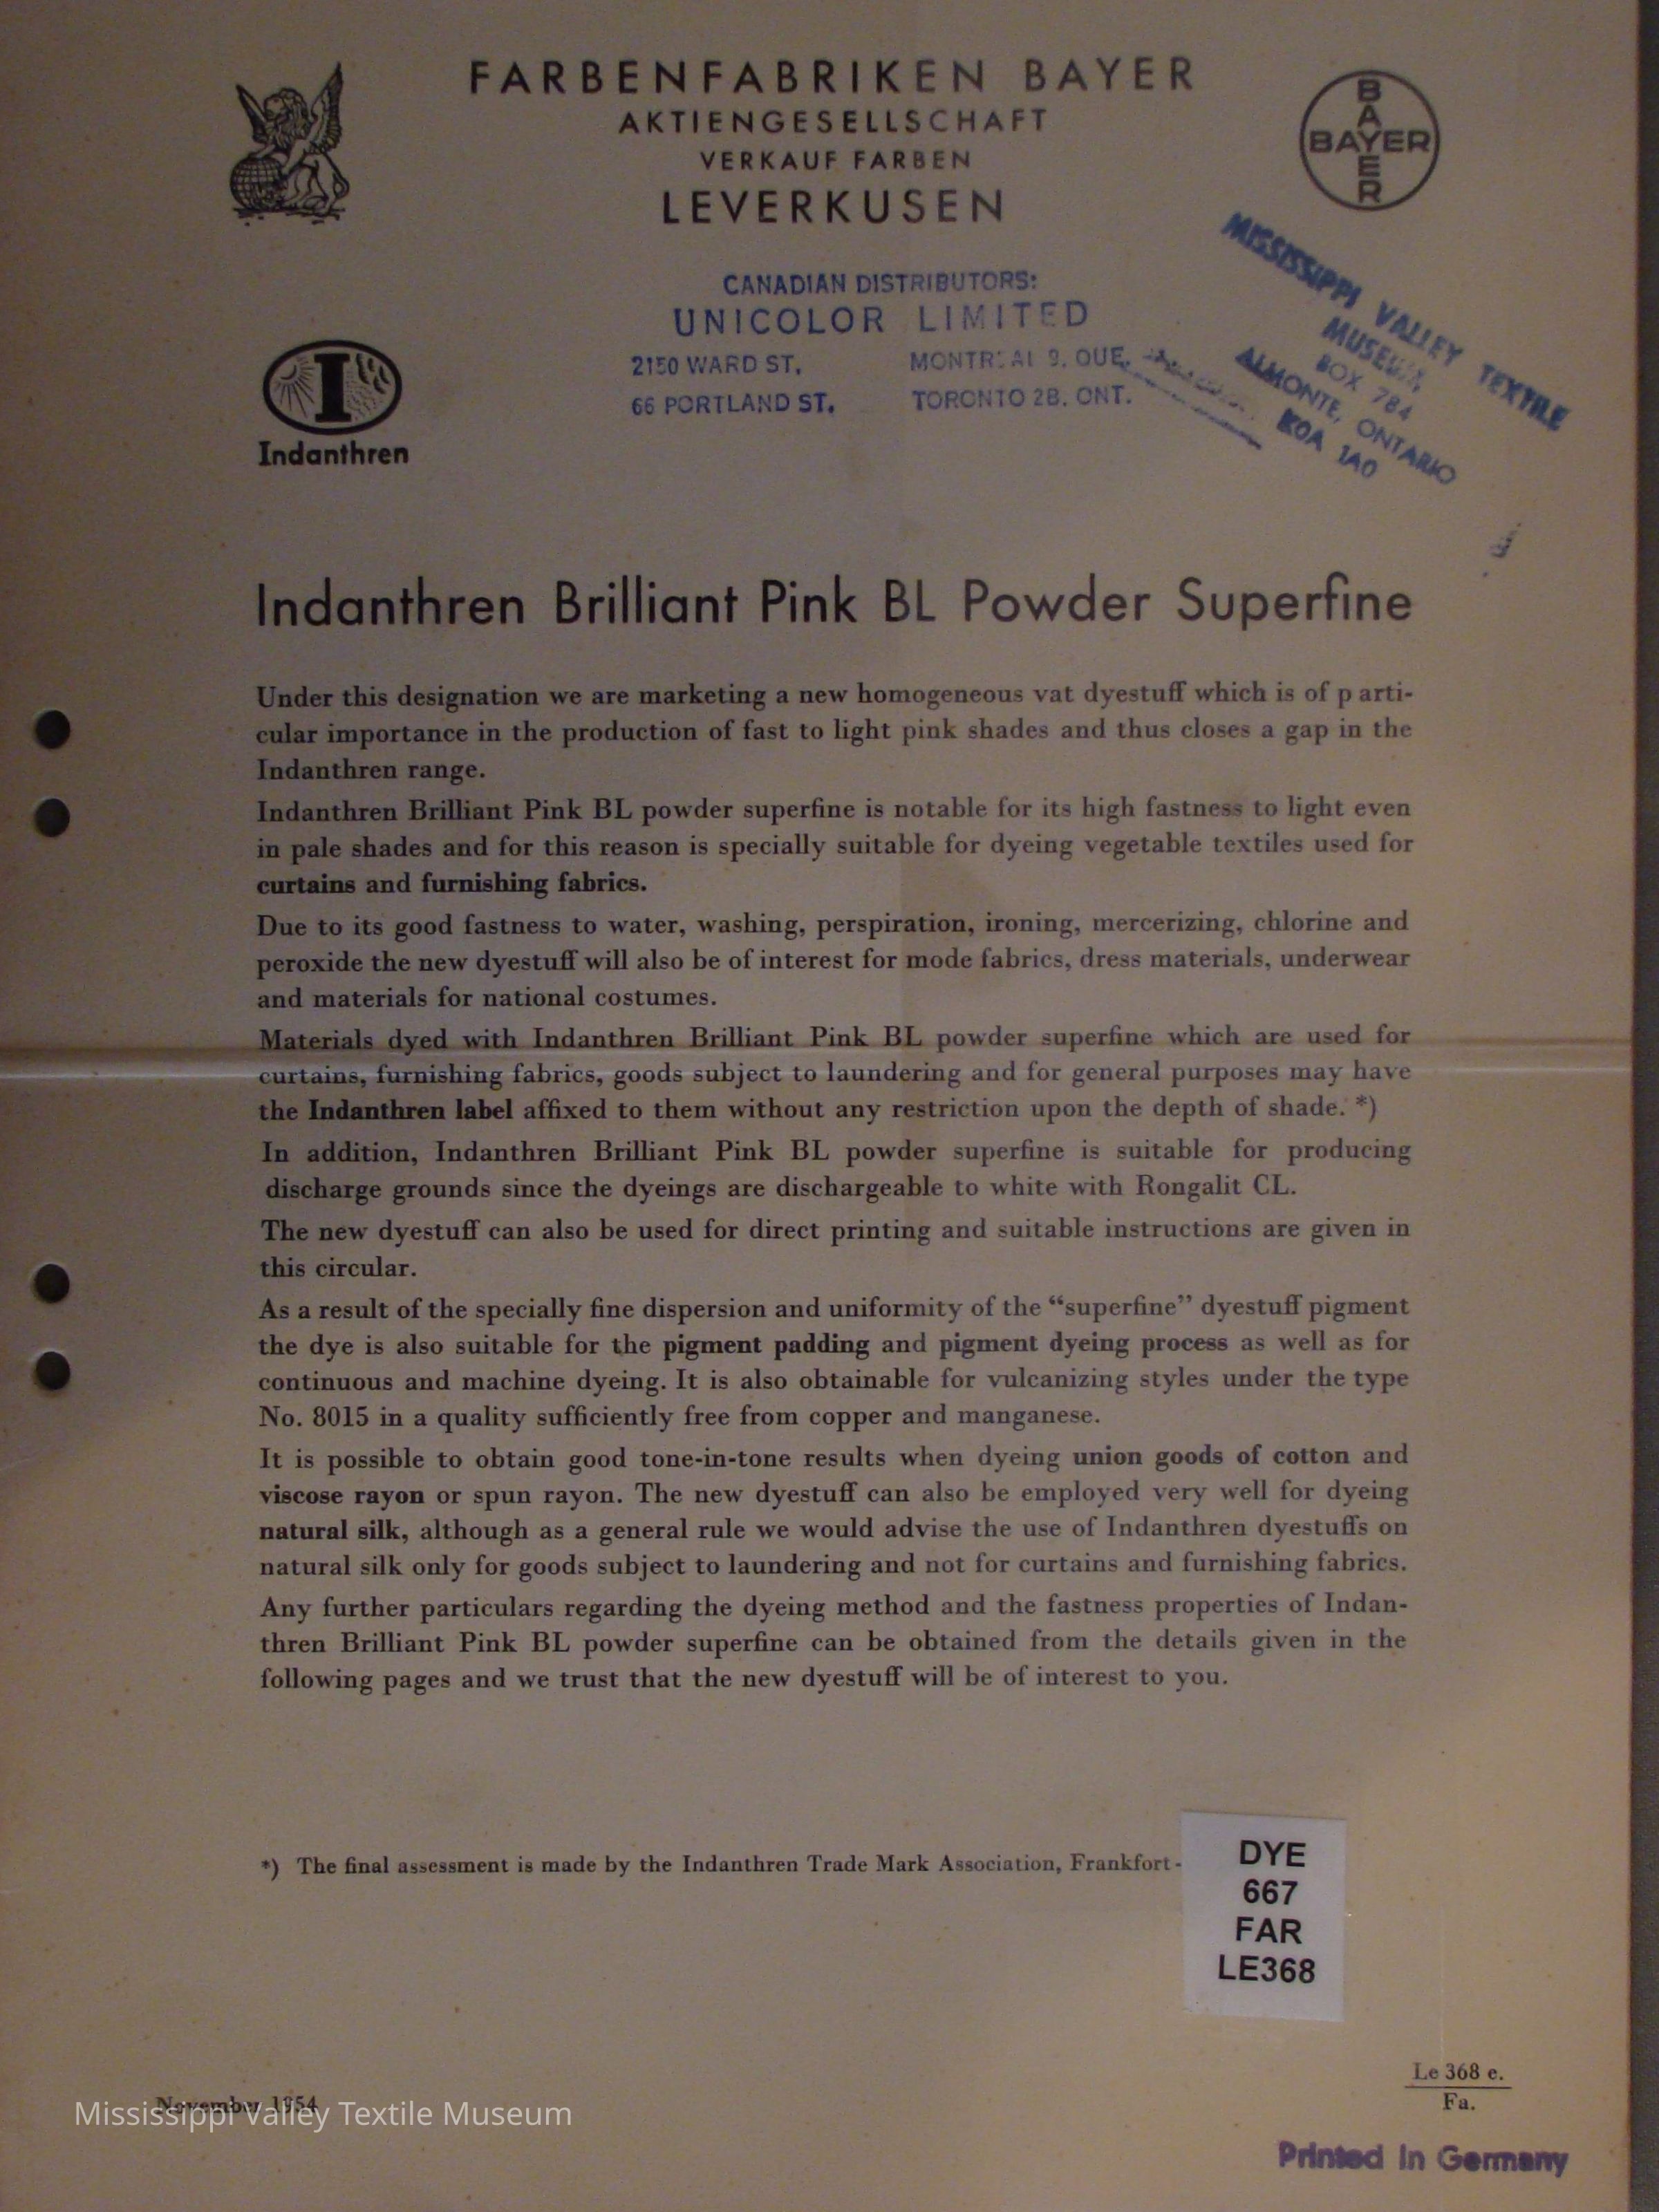 FARBENFABRIKEN BAYER
AKTIENGESELLSCHAFT
VERKAUF FARBEN
LEVERKUSEN
BAYER
BAYER
CANADIAN DISTRIBUTORS:
UNICOLOR LIMITED
2150 WARD ST, MONTREAL 9. QUE.
66 PORTLAND ST. TORONTO 2B. ONT.
MISSISSIPPI VALLEY TEXTILE
MUSEUM
BOX 784
ALMONTE, ONTARIO
K0A 1A0
I
Indanthren
Indanthren Brilliant Pink BL Powder Superfine
Under this designation we are marketing a new homogeneous vat dyestuff which is of p arti-
cular importance in the production of fast to light pink shades and thus closes a gap in the
Indanthren range.
Indanthren Brilliant Pink BL powder superfine is notable for its high fastness to light even
in pale shades and for this reason is specially suitable for dyeing vegetable textiles used for
curtains and furnishing fabrics.
Due to its good fastness to water, washing, perspiration, ironing, mercerizing, chlorine and
peroxide the new dyestuff will also be of interest for mode fabrics, dress materials, underwear
and materials for national costumes.
Materials dyed with Indanthren Brilliant Pink BL powder superfine which are used for
curtains, furnishing fabrics, goods subject to laundering and for general purposes may have
the Indanthren label affixed to them without any restriction upon the depth of shade. *)
In addition, Indanthren Brilliant Pink BL powder superfine is suitable for producing
discharge grounds since the dyeings are dischargeable to white with Rongalit CL.
The new dyestuff can also be used for direct printing and suitable instructions are given in
this circular.
As a result of the specially fine dispersion and uniformity of the “superfine” dyestuff pigment
the dye is also suitable for the pigment padding and pigment dyeing process as well as for
continuous and machine dyeing. It is also obtainable for vulcanizing styles under the type
No. 8015 in a quality sufficiently free from copper and manganese.
It is possible to obtain good tone-in-tone results when dyeing union goods of cotton and
viscose rayon or spun rayon. The new dyestuff can also be employed very well for dyeing
natural silk, although as a general rule we would advise the use of Indanthren dyestuffs on
natural silk only for goods subject to laundering and not for curtains and furnishing fabrics.
Any further particulars regarding the dyeing method and the fastness properties of Indan-
thren Brilliant Pink BL powder superfine can be obtained from the details given in the
following pages and we trust that the new dyestuff will be of interest to you.
*) The final assessment is made by the Indanthren Trade Mark Association, Frankfort-
DYE
667
FAR
LE368
Le 368 e.
Fa.
November 1954
Mississippi Valley Textile Museum
Printed in Germany